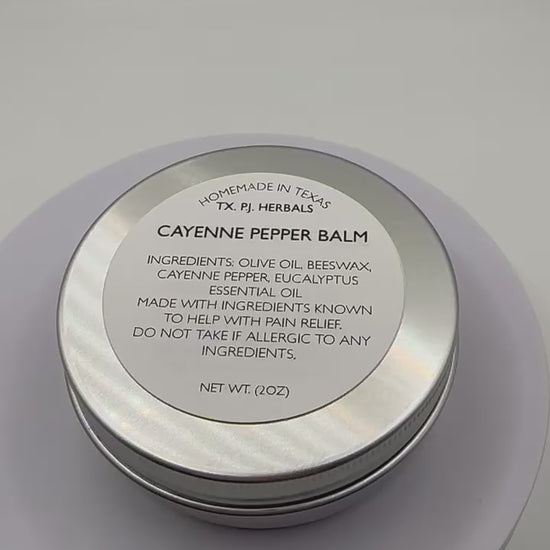 HOMEMADE IN TEXAS
TX. P.J. HERBALS
CAYENNE PEPPER BALM
INGREDIENTS: OLIVE OIL, BEESWAX,
CAYENNE PEPPER, EUCALYPTUS
ESSENTIAL OIL
MADE WITH INGREDIENTS KNOWN
TO HELP WITH PAIN RELIEF.
DO NOT TAKE IF ALLERGIC TO ANY
INGREDIENTS.
NET WT. (2OZ)